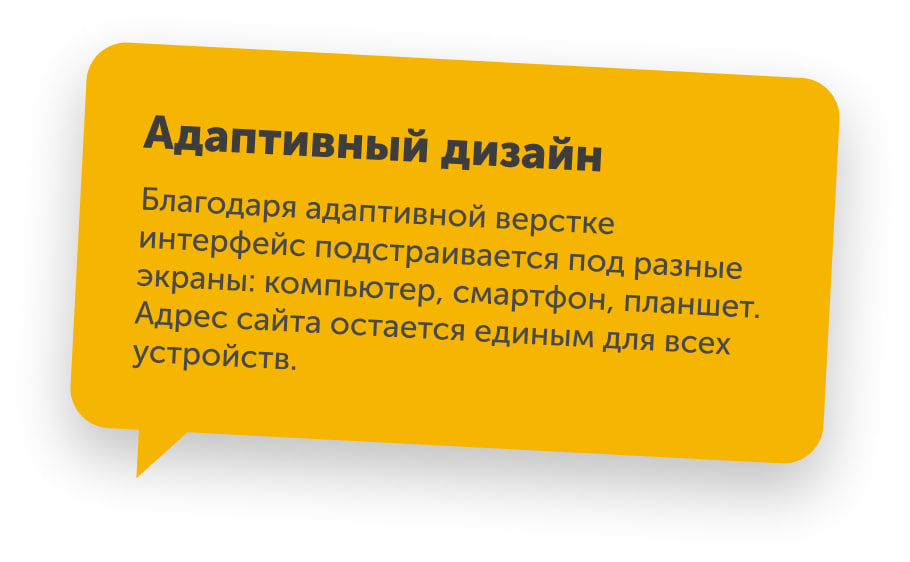 Адаптивный дизайн
Благодаря адаптивной верстке
интерфейс подстраивается под разные
экраны: компьютер, смартфон, планшет.
Адрес сайта остается единым для всех
устройств.